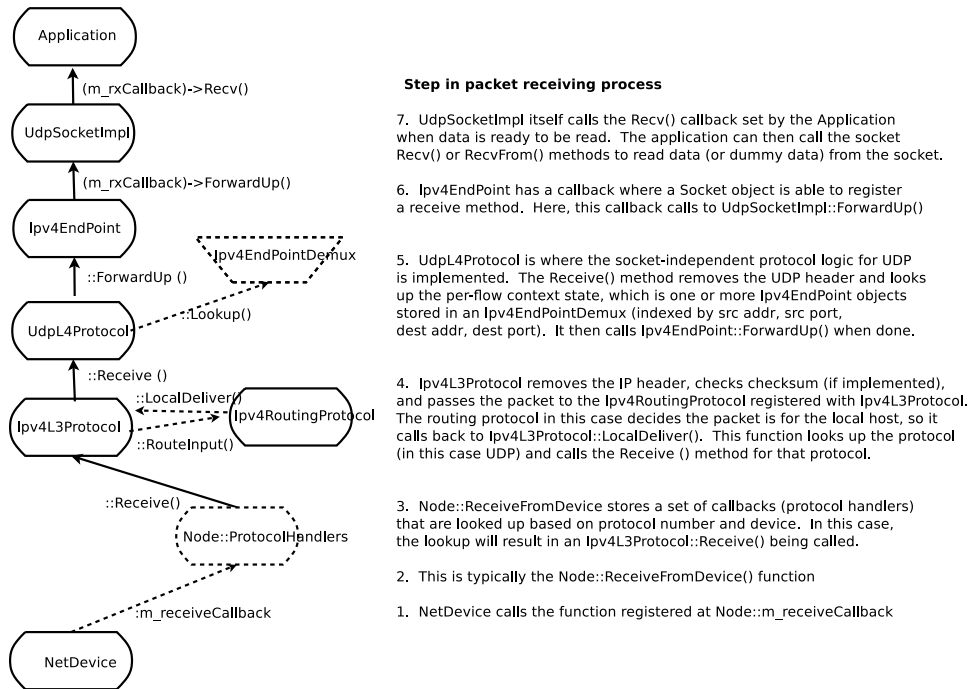 Application
(m_rxCallback)->Recv()
UdpSocketImpl
(m_rxCallback)->ForwardUp()
Ipv4EndPoint
Ipv4EndPointDemux
::ForwardUp ()
::Lookup()
UdpL4Protocol
::Receive ()
::LocalDeliver()
Ipv4L3Protocol
Ipv4RoutingProtocol
::RouteInput()
::Receive()
Node::ProtocolHandlers
:m_receiveCallback
NetDevice
Step in packet receiving process
7. UdpSocketImpl itself calls the Recv() callback set by the Application
when data is ready to be read. The application can then call the socket
Recv() or RecvFrom() methods to read data (or dummy data) from the socket.
6. Ipv4EndPoint has a callback where a Socket object is able to register
a receive method. Here, this callback calls to UdpSocketImpl::ForwardUp()
5. UdpL4Protocol is where the socket-independent protocol logic for UDP
is implemented. The Receive() method removes the UDP header and looks
up the per-flow context state, which is one or more Ipv4EndPoint objects
stored in an Ipv4EndPointDemux (indexed by src addr, src port,
dest addr, dest port). It then calls Ipv4EndPoint::ForwardUp() when done.
4. Ipv4L3Protocol removes the IP header, checks checksum (if implemented),
and passes the packet to the Ipv4RoutingProtocol registered with Ipv4L3Protocol.
The routing protocol in this case decides the packet is for the local host, so it
calls back to Ipv4L3Protocol::LocalDeliver(). This function looks up the protocol
(in this case UDP) and calls the Receive () method for that protocol.
3. Node::ReceiveFromDevice stores a set of callbacks (protocol handlers)
that are looked up based on protocol number and device. In this case,
the lookup will result in an Ipv4L3Protocol::Receive() being called.
2. This is typically the Node::ReceiveFromDevice() function
1. NetDevice calls the function registered at Node::m_receiveCallback